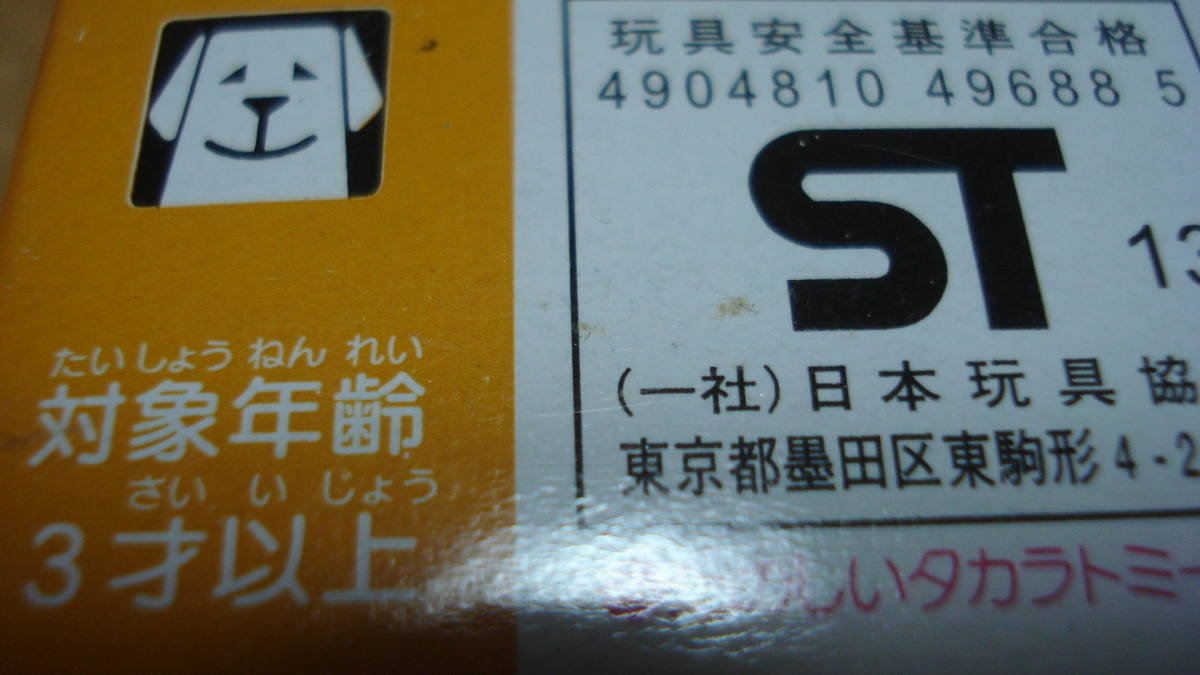 たいしょうねんれい
対象年齢
さいいじょう
3才以上
玩具安全基準合格
4904810 49688 5
ST
13
(一社)日本玩具協
東京都墨田区東駒形4-2
しいタカラトミー